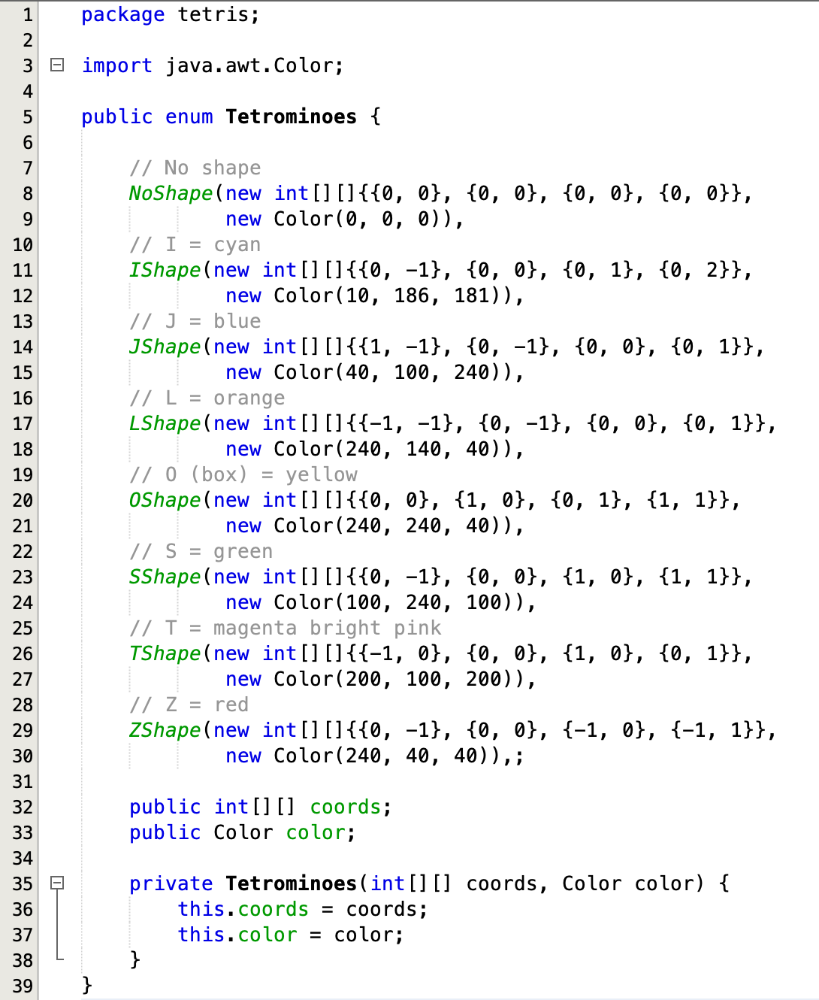 1 package tetris;
2
3 import java.awt.Color;
4
5 public enum Tetrominoes {
6
7     // No shape
8     NoShape(new int[][]{{0, 0}, {0, 0}, {0, 0}, {0, 0}},
9             new Color(0, 0, 0)),
10     // I = cyan
11     IShape(new int[][]{{0, -1}, {0, 0}, {0, 1}, {0, 2}},
12             new Color(10, 186, 181)),
13     // J = blue
14     JShape(new int[][]{{1, -1}, {0, -1}, {0, 0}, {0, 1}},
15             new Color(40, 100, 240)),
16     // L = orange
17     LShape(new int[][]{{-1, -1}, {0, -1}, {0, 0}, {0, 1}},
18             new Color(240, 140, 40)),
19     // O (box) = yellow
20     OShape(new int[][]{{0, 0}, {1, 0}, {0, 1}, {1, 1}},
21             new Color(240, 240, 40)),
22     // S = green
23     SShape(new int[][]{{0, -1}, {0, 0}, {1, 0}, {1, 1}},
24             new Color(100, 240, 100)),
25     // T = magenta bright pink
26     TShape(new int[][]{{-1, 0}, {0, 0}, {1, 0}, {0, 1}},
27             new Color(200, 100, 200)),
28     // Z = red
29     ZShape(new int[][]{{0, -1}, {0, 0}, {-1, 0}, {-1, 1}},
30             new Color(240, 40, 40)),;
31
32     public int[][] coords;
33     public Color color;
34
35     private Tetrominoes(int[][] coords, Color color) {
36         this.coords = coords;
37         this.color = color;
38     }
39 }